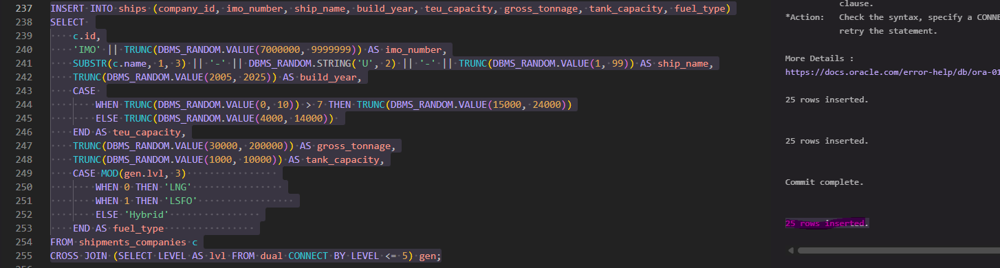 237 INSERT INTO ships (company_id, imo_number, ship_name, build_year, teu_capacity, gross_tonnage, tank_capacity, fuel_type)
238 SELECT
239     c.id,
240     'IMO' || TRUNC(DBMS_RANDOM.VALUE(7000000, 9999999)) AS imo_number,
241     SUBSTR(c.name, 1, 3) || '-' || DBMS_RANDOM.STRING('U', 2) || '-' || TRUNC(DBMS_RANDOM.VALUE(1, 99)) AS ship_name,
242     TRUNC(DBMS_RANDOM.VALUE(2005, 2025)) AS build_year,
243     CASE
244         WHEN TRUNC(DBMS_RANDOM.VALUE(0, 10)) > 7 THEN TRUNC(DBMS_RANDOM.VALUE(15000, 24000))
245         ELSE TRUNC(DBMS_RANDOM.VALUE(4000, 14000))
246     END AS teu_capacity,
247     TRUNC(DBMS_RANDOM.VALUE(30000, 200000)) AS gross_tonnage,
248     TRUNC(DBMS_RANDOM.VALUE(1000, 10000)) AS tank_capacity,
249     CASE MOD(gen.lvl, 3)
250         WHEN 0 THEN 'LNG'
251         WHEN 1 THEN 'LSFO'
252         ELSE 'Hybrid'
253     END AS fuel_type
254 FROM shipments_companies c
255 CROSS JOIN (SELECT LEVEL AS lvl FROM dual CONNECT BY LEVEL <= 5) gen;
clause.
*Action:   Check the syntax, specify a CONNE
retry the statement.
More Details :
https://docs.oracle.com/error-help/db/ora-01
25 rows inserted.
25 rows inserted.
Commit complete.
25 rows inserted.